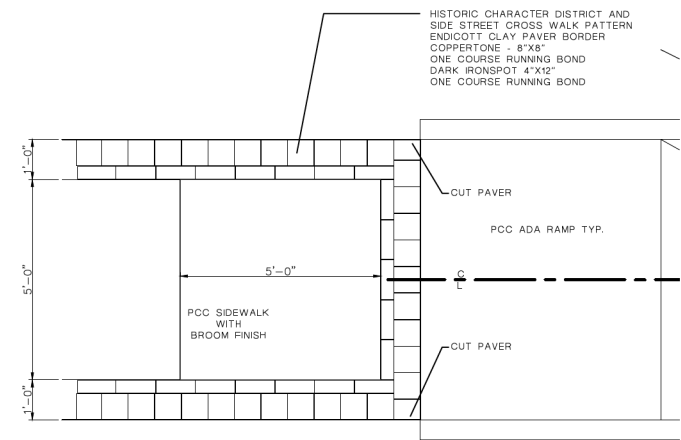 HISTORIC CHARACTER DISTRICT AND
SIDE STREET CROSS WALK PATTERN
ENDICOTT CLAY PAVER BORDER
COPPERTONE - 8"X8"
ONE COURSE RUNNING BOND
DARK IRONSPOT 4"X12"
ONE COURSE RUNNING BOND
1'-0"
CUT PAVER
PCC ADA RAMP TYP.
5'-0"
5'-0"
C
L
PCC SIDEWALK
WITH
BROOM FINISH
CUT PAVER
1'-0"